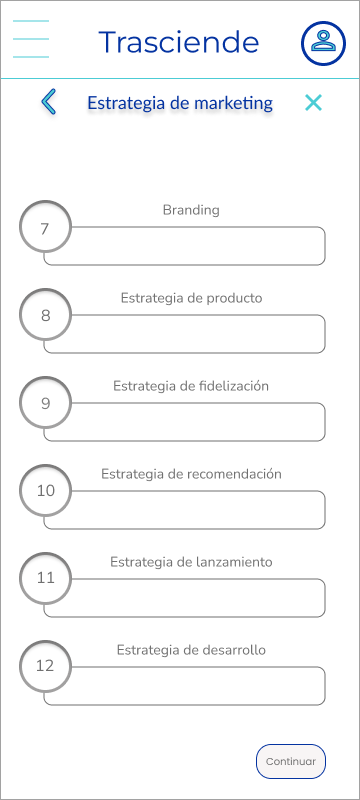 Trasciende
Estrategia de marketing
Branding
7
Estrategia de producto
8
Estrategia de fidelización
9
Estrategia de recomendación
10
Estrategia de lanzamiento
11
Estrategia de desarrollo
12
Continuar